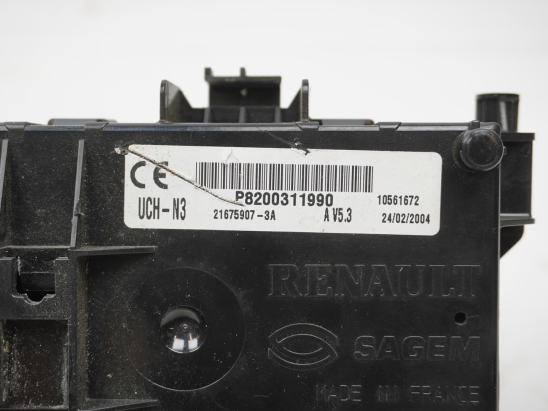 CE
P8200311990
10561672
UCH-N3
21675907-3A
A V5.3
24/02/2004
RENAULT
SAGEM
MADE IN FRANCE